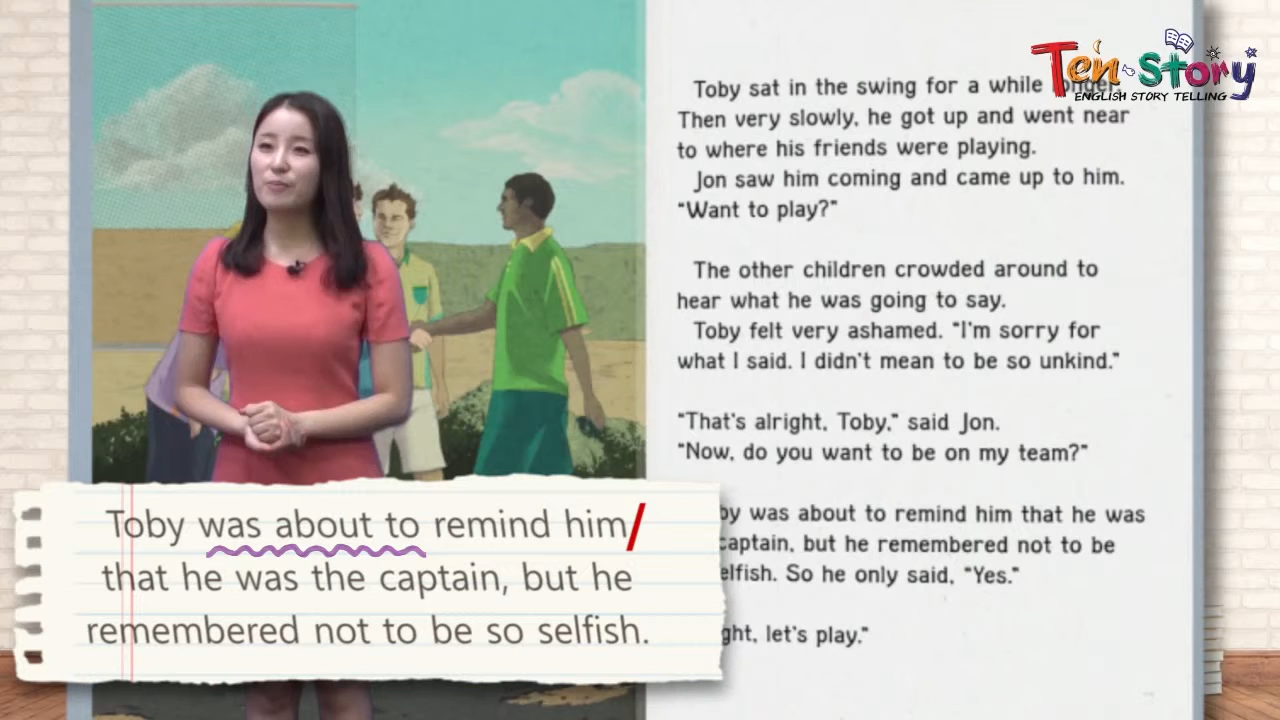 Ten Story
ENGLISH STORY TELLING
Toby sat in the swing for a while longer.
Then very slowly, he got up and went near
to where his friends were playing.
Jon saw him coming and came up to him.
"Want to play?"
The other children crowded around to
hear what he was going to say.
Toby felt very ashamed. "I'm sorry for
what I said. I didn't mean to be so unkind."
"That's alright, Toby," said Jon.
"Now, do you want to be on my team?"
by was about to remind him that he was
captain, but he remembered not to be
elfish. So he only said, "Yes."
ght, let's play."
Toby was about to remind him/
that he was the captain, but he
remembered not to be so selfish.